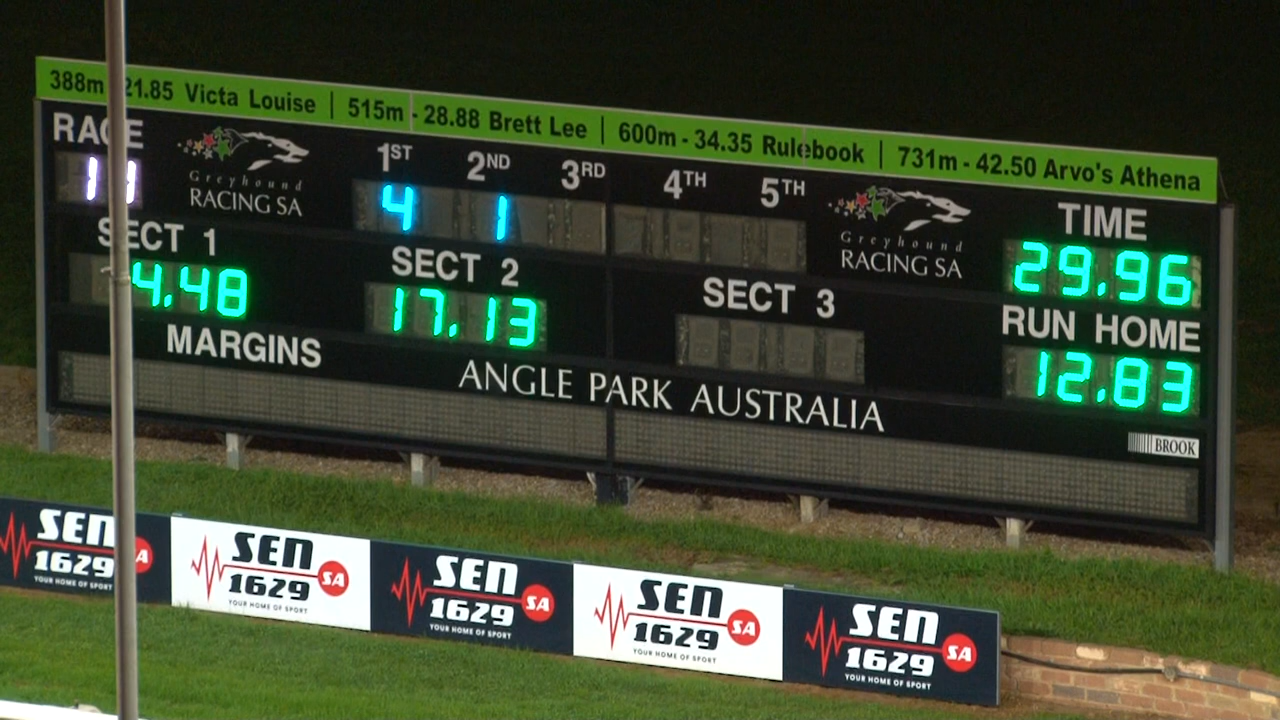 388m 21.85 Victa Louise | 515m - 28.88 Brett Lee | 600m - 34.35 Rulebook | 731m - 42.50 Arvo's Athena
RACE
11
Greyhound
RACING SA
1ST 2ND 3RD 4TH 5TH
4 1
Greyhound
RACING SA
TIME
29.96
SECT 1
4.48
SECT 2
17.13
SECT 3
RUN HOME
12.83
MARGINS
ANGLE PARK AUSTRALIA
BROOK
SEN
1629
A
YOUR HOME OF SPORT
SEN
1629
SA
YOUR HOME OF SPORT
SEN
1629
SA
YOUR HOME OF SPORT
SEN
1629
SA
YOUR HOME OF SPORT
SEN
1629
SA
YOUR HOME OF SPORT